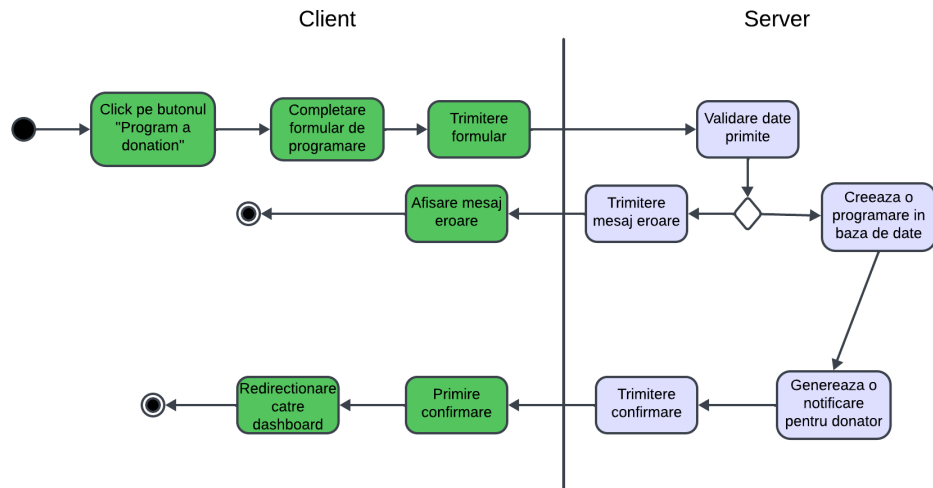 Client
Server
Click pe butonul
"Program a
donation"
Completare
formular de
programare
Trimitere
formular
Validare date
primite
Afisare mesaj
eroare
Trimitere
mesaj eroare
Creeaza o
programare in
baza de date
Redirectionare
catre
dashboard
Primire
confirmare
Trimitere
confirmare
Genereaza o
notificare
pentru donator